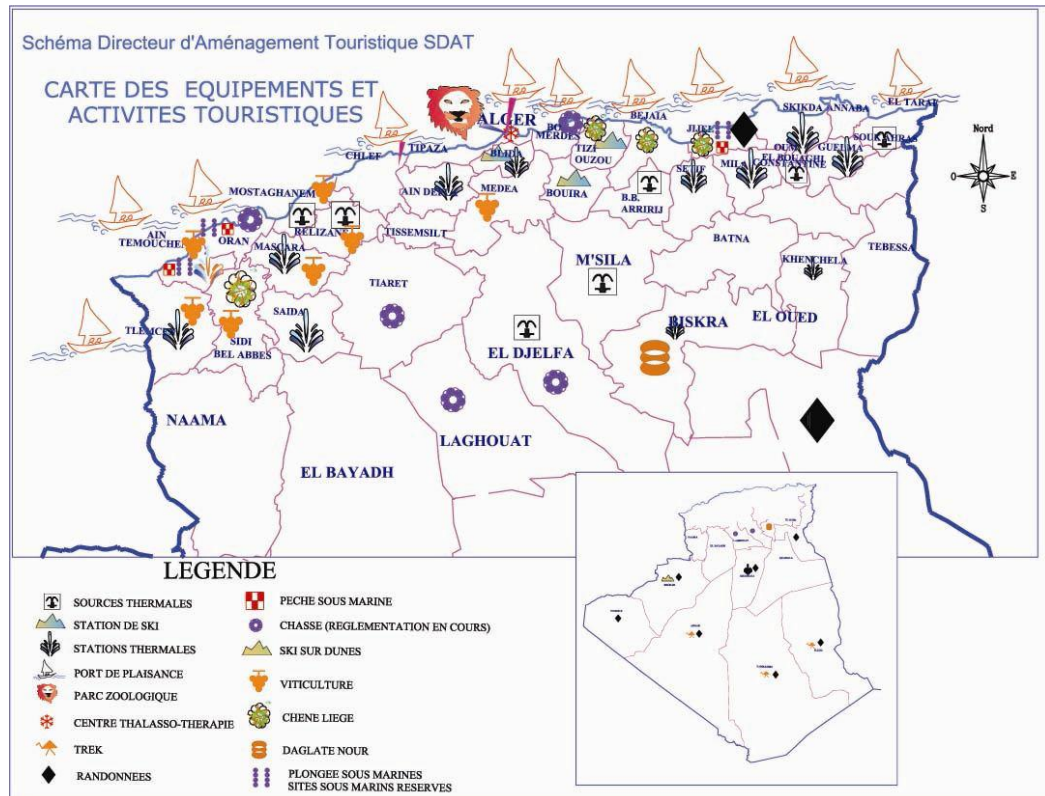 Schéma Directeur d'Aménagement Touristique SDAT
CARTE DES EQUIPEMENTS ET
ACTIVITES TOURISTIQUES
ALGER
BEJAIA
SKIKDA ANNABA
EL TARAF
Nord
O
E
S
CHLEF
TIPAZA
BLIDA
MERDES
TIZI
OUZOU
JIJEL
SETIF
MILA
OUM
EL BOUAGHI
CONSTANTINE
GUELMA
SOUK AHRAS
MOSTAGHANEM
AIN DEFLA
MEDEA
BOUIRA
B.B.
ARRIRIJ
AIN
TEMOUCHENT
ORAN
MASCARA
RELIZANE
TISSEMSILT
BATNA
TEBESSA
KHENCHELA
M'SILA
TIARET
SAIDA
TLEMCEN
SIDI
BEL ABBES
BISKRA
EL OUED
EL DJELFA
NAAMA
LAGHOUAT
EL BAYADH
LEGENDE
SOURCES THERMALES
STATION DE SKI
STATIONS THERMALES
PORT DE PLAISANCE
PARC ZOOLOGIQUE
CENTRE THALASSO-THERAPIE
TREK
RANDONNEES
PECHE SOUS MARINE
CHASSE (REGLEMENTATION EN COURS)
SKI SUR DUNES
VITICULTURE
CHENE LIEGE
DAGLATE NOUR
PLONGEE SOUS MARINES
SITES SOUS MARINS RESERVES